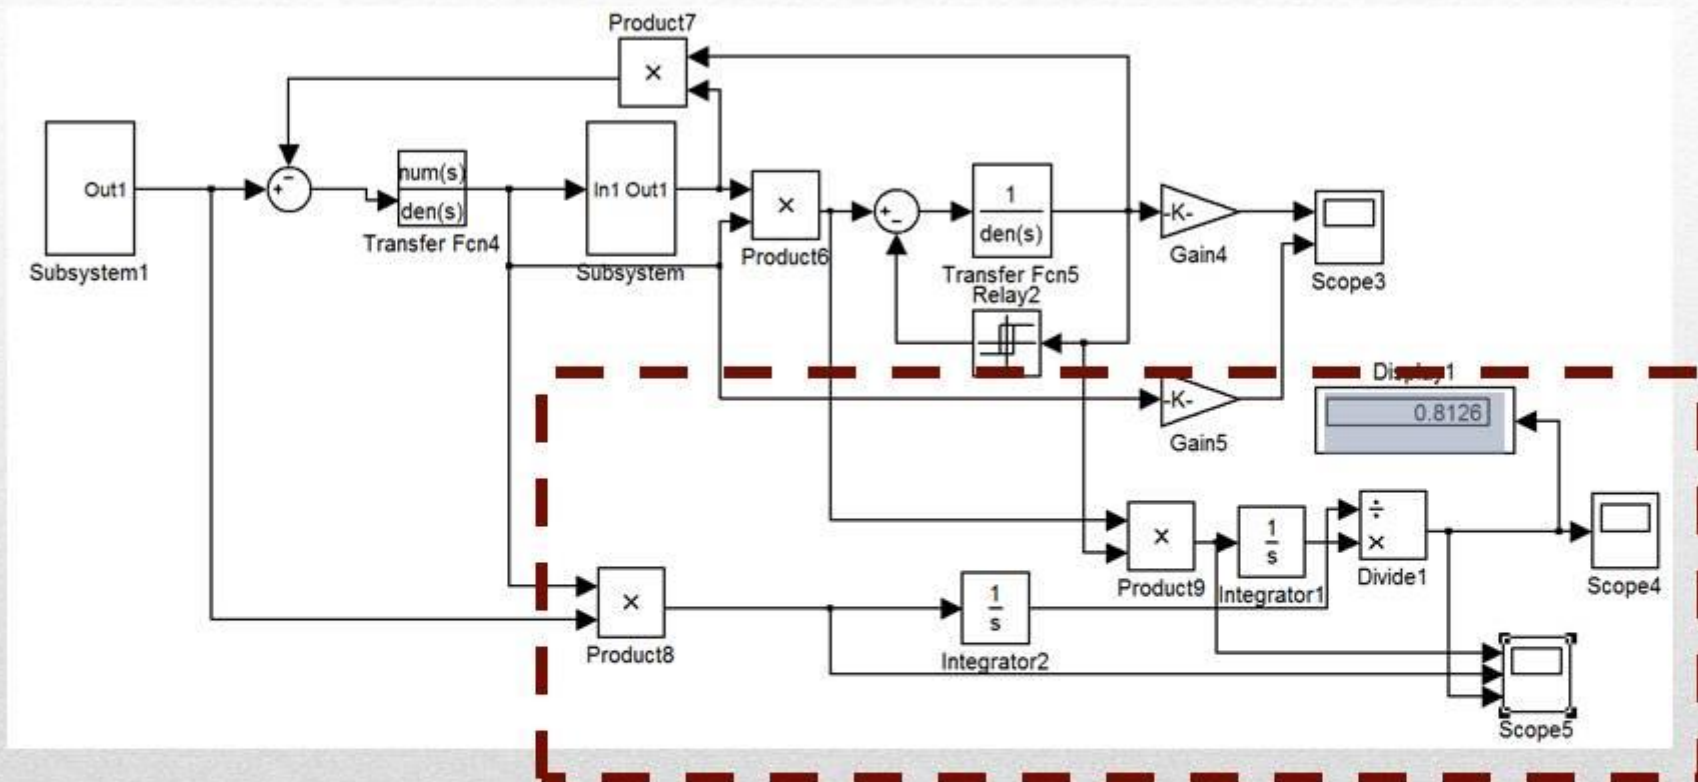 Product7
×
Out1
Subsystem1
+
−
num(s)
den(s)
Transfer Fcn4
In1 Out1
Subsystem
×
Product6
+
−
1
den(s)
Transfer Fcn5
Relay2
-K-
Gain4
Scope3
-K-
Gain5
Display1
0.8126
×
Product9
1
s
Integrator1
÷
×
Divide1
Scope4
×
Product8
1
s
Integrator2
Scope5